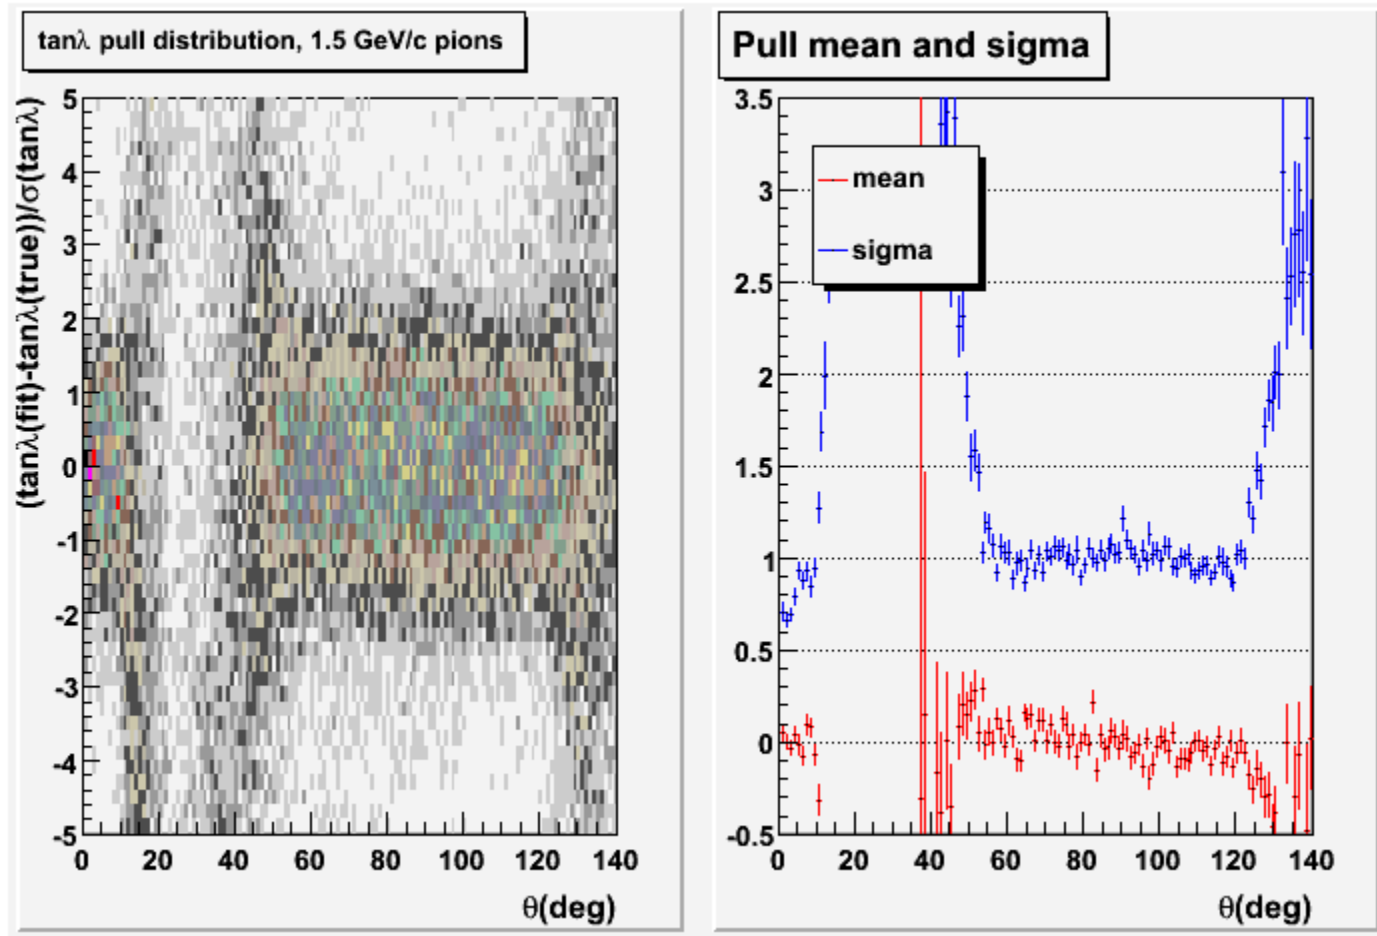 tanλ pull distribution, 1.5 GeV/c pions
(tanλ(fit)-tanλ(true))/σ(tanλ)
5
4
3
2
1
0
-1
-2
-3
-4
-5
0 20 40 60 80 100 120 140
θ(deg)
Pull mean and sigma
mean
sigma
3.5
3
2.5
2
1.5
1
0.5
0
-0.5
0 20 40 60 80 100 120 140
θ(deg)